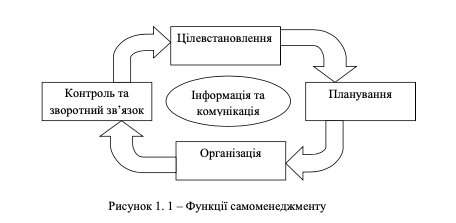 Цілевстановлення
Контроль та
зворотний зв’язок
Інформація та
комунікація
Планування
Організація
Рисунок 1. 1 – Функції самоменеджменту